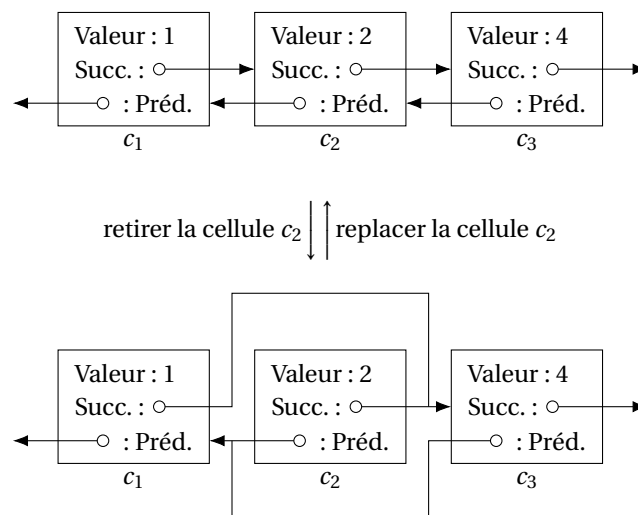 Valeur : 1 Valeur : 2 Valeur : 4
Succ. : Succ. : Succ. :
: Préd. : Préd. : Préd.
c₁ c₂ c₃
retirer la cellule c₂ replacer la cellule c₂
Valeur : 1 Valeur : 2 Valeur : 4
Succ. : Succ. : Succ. :
: Préd. : Préd. : Préd.
c₁ c₂ c₃